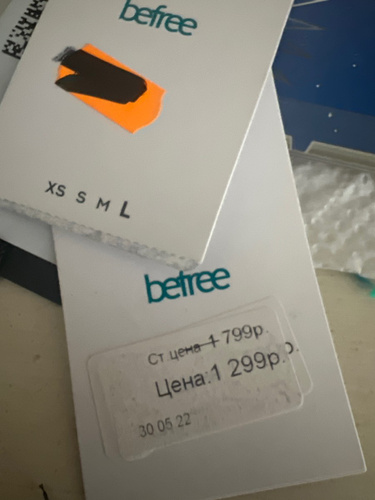 befree
XS S M L
befree
Ст цена 1 799р.
Цена:1 299р.
30 05 22